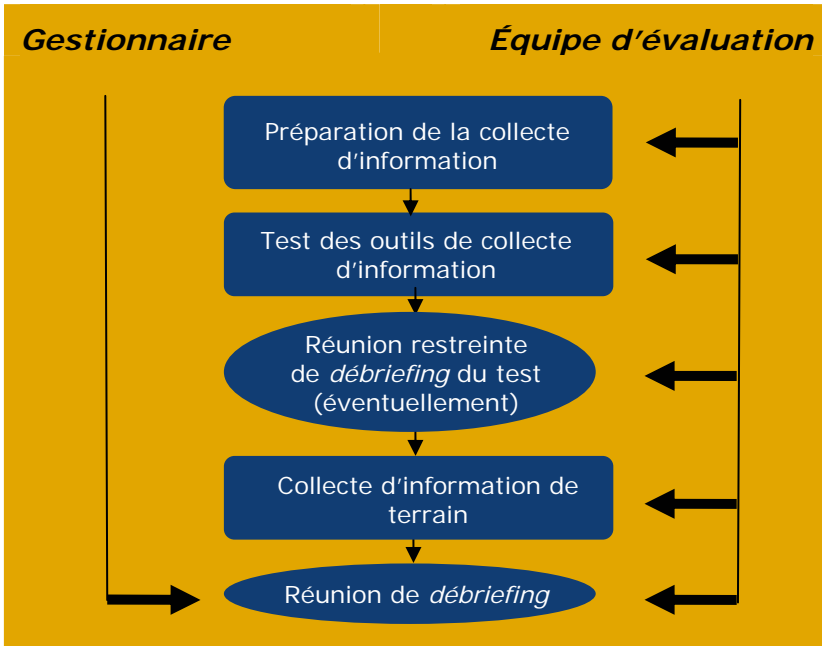 Gestionnaire
Équipe d'évaluation
Préparation de la collecte
d'information
Test des outils de collecte
d'information
Réunion restreinte
de débriefing du test
(éventuellement)
Collecte d'information de
terrain
Réunion de débriefing